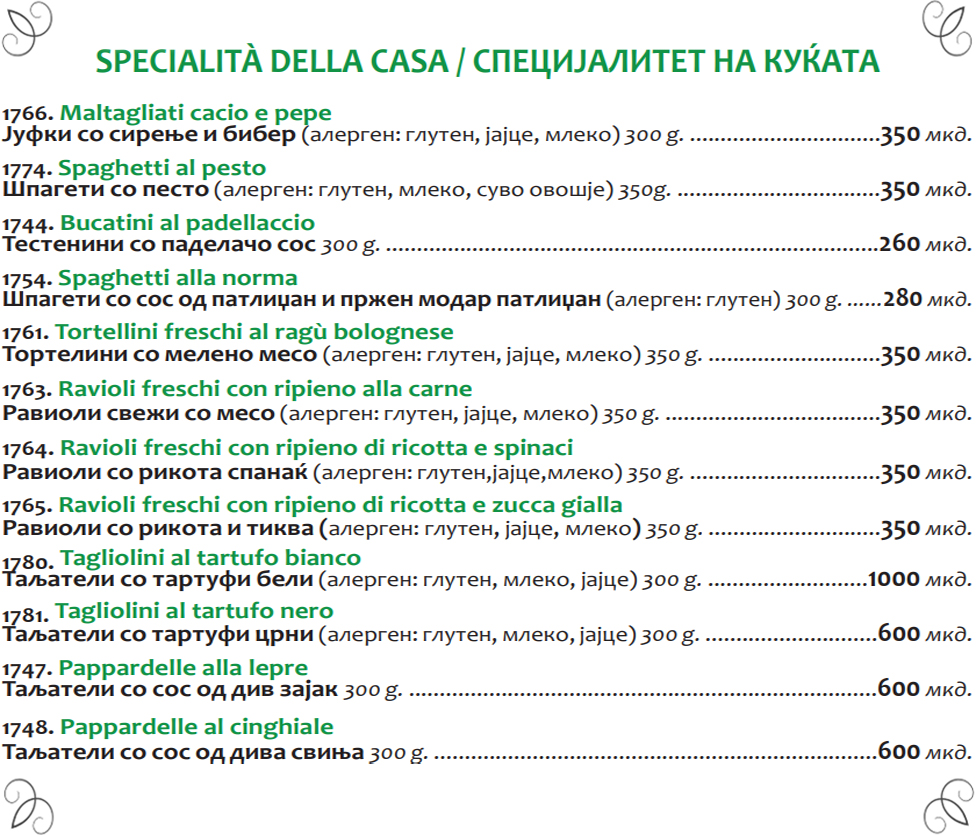 SPECIALITÀ DELLA CASA / СПЕЦИЈАЛИТЕТ НА КУЌАТА
1766. Maltagliati cacio e pepe
Јуфки со сирење и бибер (алерген: глутен, јајце, млеко) 300 g. ................................350 мкд.
1774. Spaghetti al pesto
Шпагети со песто (алерген: глутен, млеко, суво овошје) 350g. ..................................350 мкд.
1744. Bucatini al padellaccio
Тестенини со паделачо сос 300 g. ...................................................................................260 мкд.
1754. Spaghetti alla norma
Шпагети со сос од патлиџан и пржен модар патлиџан (алерген: глутен) 300 g. ......280 мкд.
1761. Tortellini freschi al ragù bolognese
Тортелини со мелено месо (алерген: глутен, јајце, млеко) 350 g. .............................350 мкд.
1763. Ravioli freschi con ripieno alla carne
Равиоли свежи со месо (алерген: глутен, јајце, млеко) 350 g. ....................................350 мкд.
1764. Ravioli freschi con ripieno di ricotta e spinaci
Равиоли со рикота спанаќ (алерген: глутен,јајце,млеко) 350 g. ................................350 мкд.
1765. Ravioli freschi con ripieno di ricotta e zucca gialla
Равиоли со рикота и тиква (алерген: глутен, јајце, млеко) 350 g. .............................350 мкд.
1780. Tagliolini al tartufo bianco
Таљатели со тартуфи бели (алерген: глутен, млеко, јајце) 300 g. ...........................1000 мкд.
1781. Tagliolini al tartufo nero
Таљатели со тартуфи црни (алерген: глутен, млеко, јајце) 300 g. .............................600 мкд.
1747. Pappardelle alla lepre
Таљатели со сос од див зајак 300 g. ...............................................................................600 мкд.
1748. Pappardelle al cinghiale
Таљатели со сос од дива свиња 300 g. ...........................................................................600 мкд.